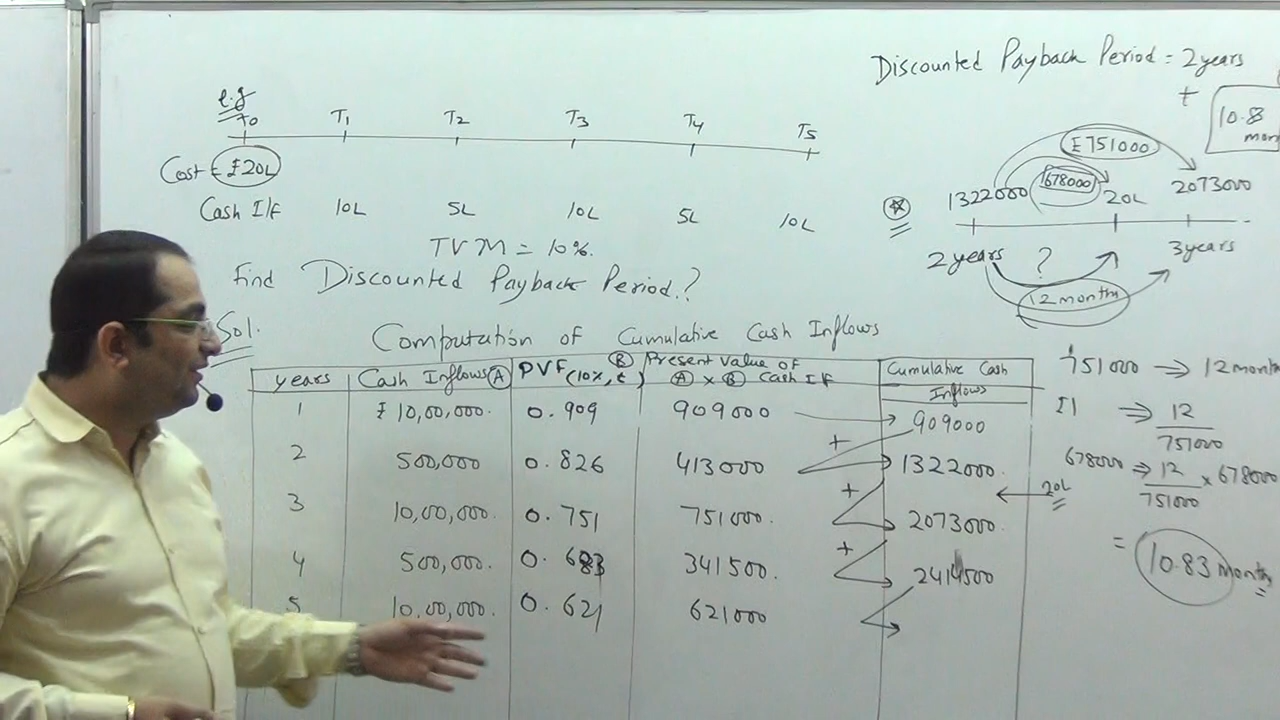 Discounted Payback Period = 2 years
+
10.8
e.g
T0 T1 T2 T3 T4 T5
Cost ₹20L
Cash I/F 10L 5L 10L 5L 10L
TVM = 10%.
Find Discounted Payback Period.?
£751000
678000
1322000 20L 2073000
2 years ? 3 years
12 month
Sol. Computation of Cumulative Cash Inflows
years Cash Inflows (A) PVF(10%, t) (B) Present value of (A) x (B) Cash I/F Cumulative Cash Inflows
1 ₹ 10,00,000. 0.909 909000 909000
2 500,000 0.826 413000 + 1322000.
3 10,00,000. 0.751 751000. + 2073000.
4 500,000. 0.683 341500. + 2414500
5 10,00,000. 0.621 621000
20L
751000 → 12 month
⇒ 12
751000
678000 ⇒ 12 × 678000
751000
= 10.83 month